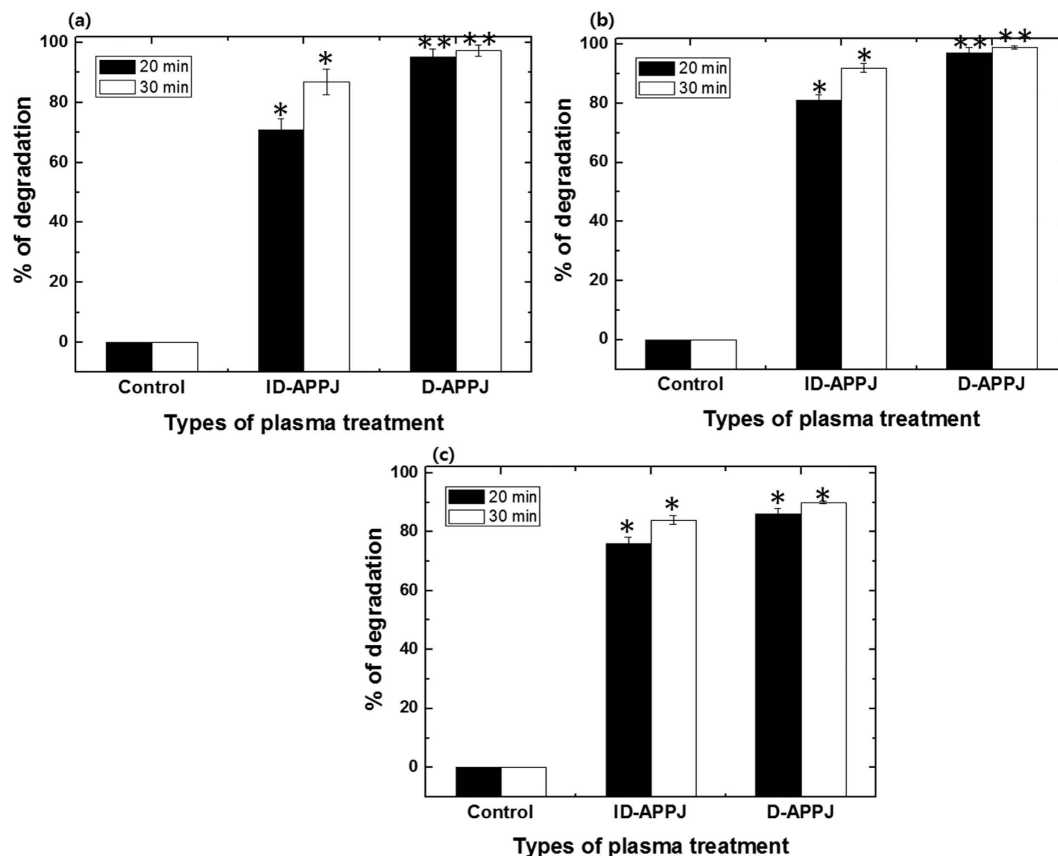 (a)
100
80
60
40
20
0
% of degradation
20 min
30 min
*
*
**
**
Control
ID-APPJ
D-APPJ
Types of plasma treatment
(b)
100
80
60
40
20
0
% of degradation
20 min
30 min
*
*
**
**
Control
ID-APPJ
D-APPJ
Types of plasma treatment
(c)
100
80
60
40
20
0
% of degradation
20 min
30 min
*
*
*
*
Control
ID-APPJ
D-APPJ
Types of plasma treatment